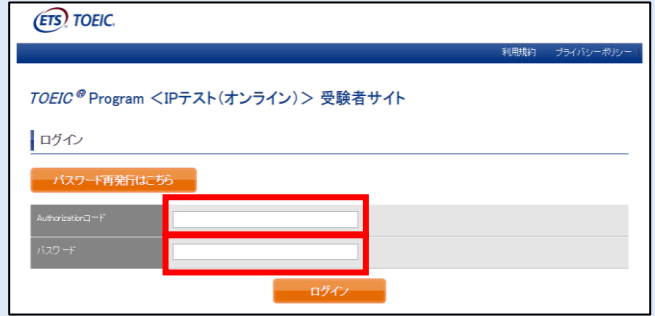 ETS TOEIC®
利用規約 プライバシーポリシー
TOEIC® Program <IPテスト(オンライン)> 受験者サイト
ログイン
パスワード再発行はこちら
Authorizationコード
パスワード
ログイン